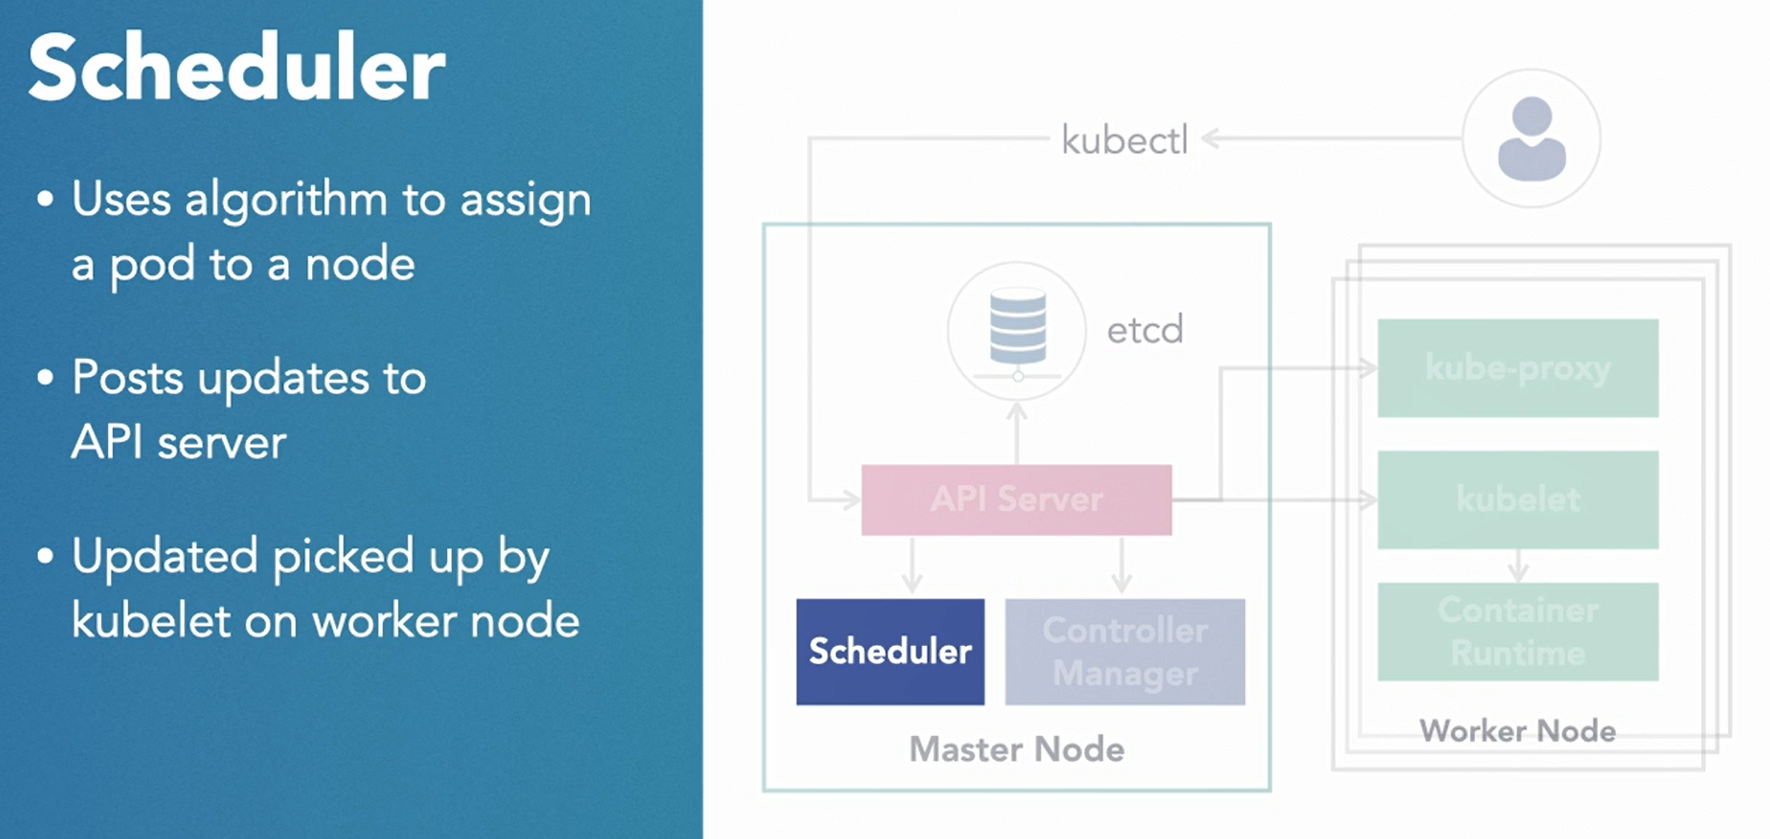 Scheduler
• Uses algorithm to assign
a pod to a node
• Posts updates to
API server
• Updated picked up by
kubelet on worker node
kubectl
etcd
API Server
Scheduler
Controller
Manager
Master Node
kube-proxy
kubelet
Container
Runtime
Worker Node